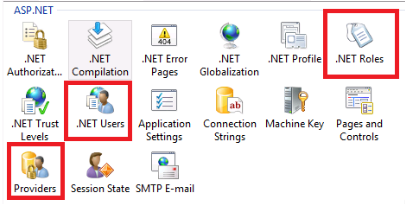 ASP.NET
.NET Authorizat...
.NET Compilation
.NET Error Pages
.NET Globalization
.NET Profile
.NET Roles
.NET Trust Levels
.NET Users
Application Settings
Connection Strings
Machine Key
Pages and Controls
Providers
Session State
SMTP E-mail